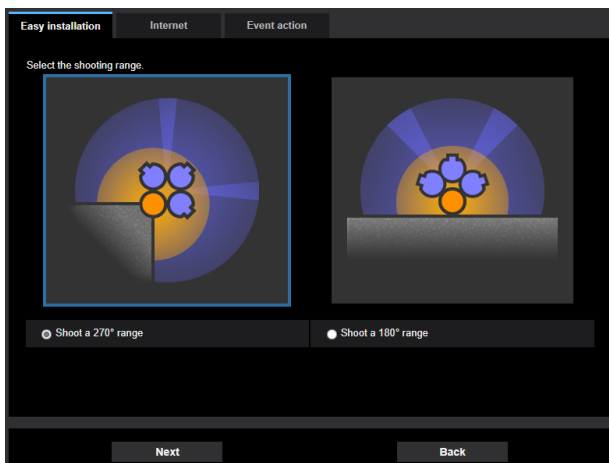 Easy installation
Internet
Event action
Select the shooting range.
Shoot a 270° range
Shoot a 180° range
Next
Back